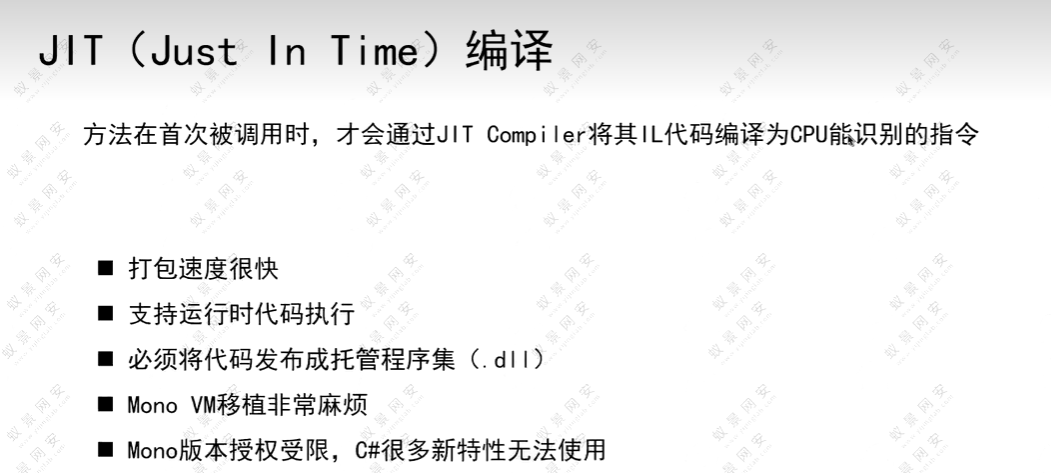 JIT（Just In Time）编译
方法在首次被调用时，才会通过JIT Compiler将其IL代码编译为CPU能识别的指令
■ 打包速度很快
■ 支持运行时代码执行
■ 必须将代码发布成托管程序集（.dll）
■ Mono VM移植非常麻烦
■ Mono版本授权受限，C#很多新特性无法使用
蚁景网安